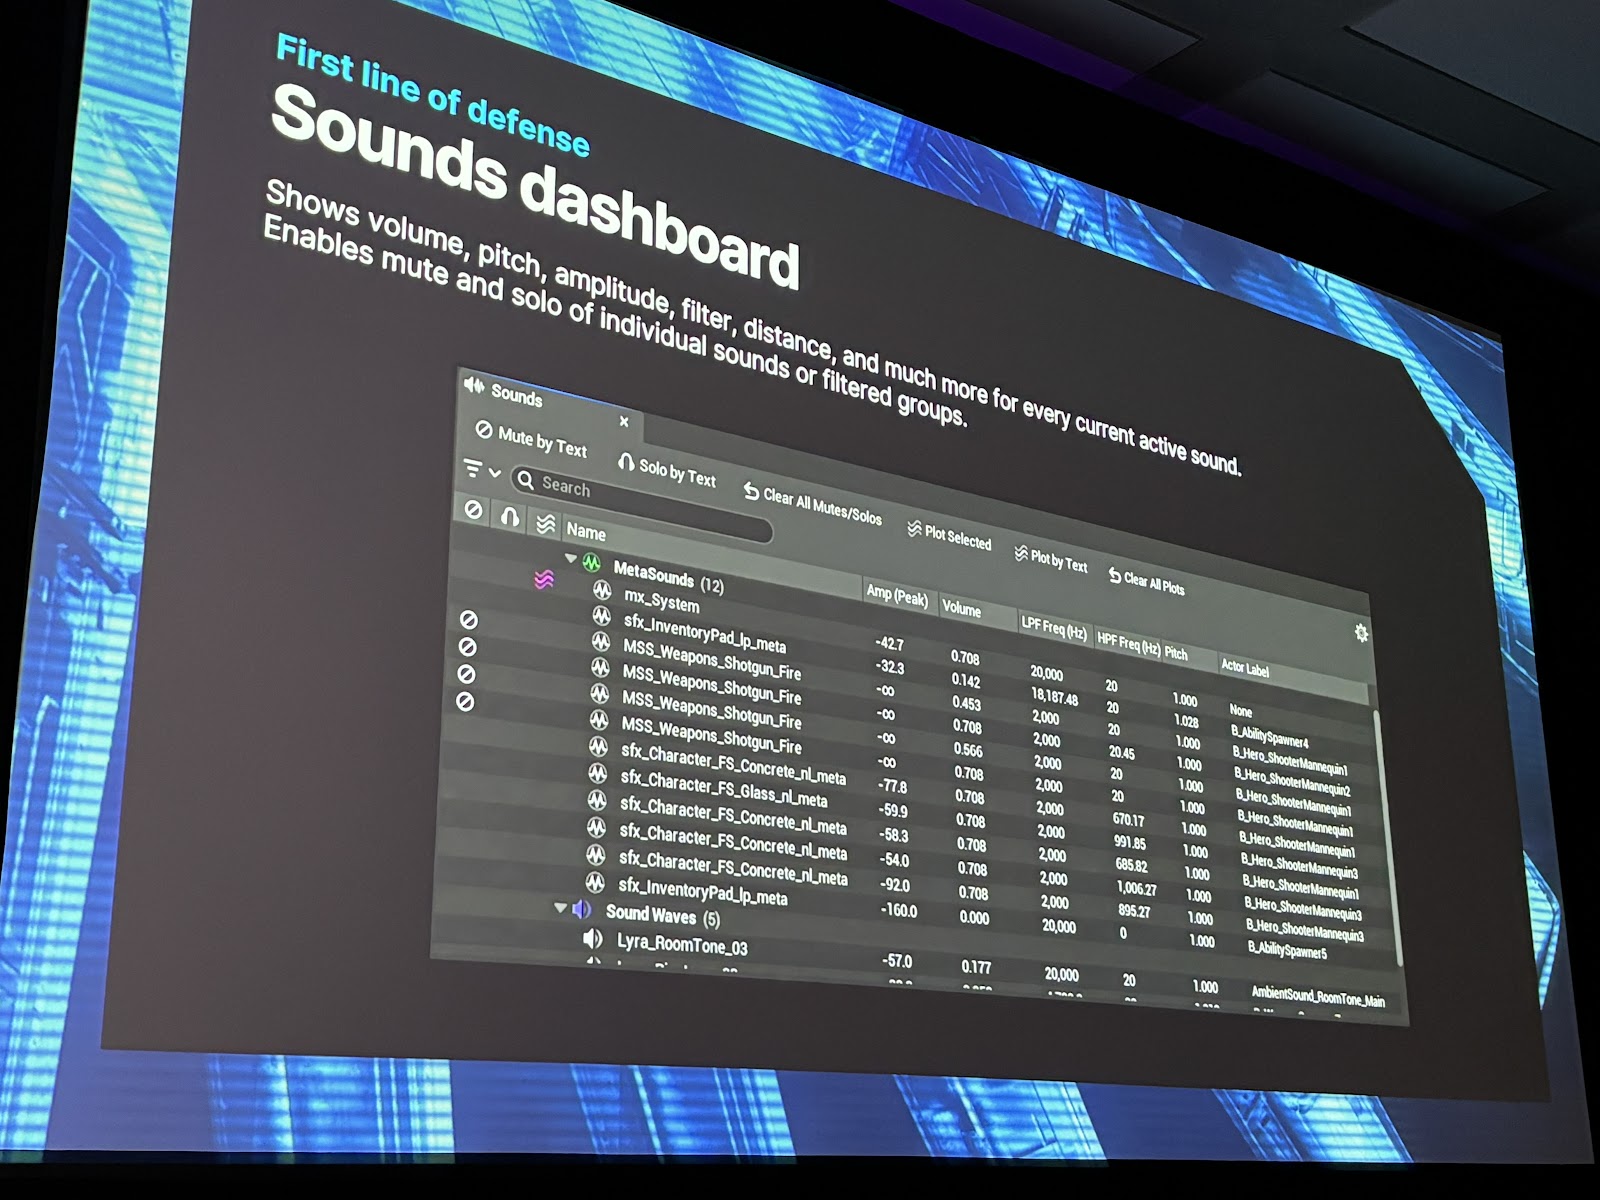 First line of defense
Sounds dashboard
Shows volume, pitch, amplitude, filter, distance, and much more for every current active sound.
Enables mute and solo of individual sounds or filtered groups.
Sounds
Mute by Text Solo by Text Clear All Mutes/Solos Plot Selected Plot by Text Clear All Plots
Search
Name Amp (Peak) Volume LPF Freq (Hz) HPF Freq (Hz) Pitch Actor Label
MetaSounds (12)
mx_System -42.7 0.708 20,000 20 1.000 None
sfx_InventoryPad_lp_meta -32.3 0.142 18,187.48 20 1.028 B_AbilitySpawner4
MSS_Weapons_Shotgun_Fire -∞ 0.453 2,000 20 1.000 B_Hero_ShooterMannequin1
MSS_Weapons_Shotgun_Fire -∞ 0.708 2,000 20.45 1.000 B_Hero_ShooterMannequin2
MSS_Weapons_Shotgun_Fire -∞ 0.566 2,000 20 1.000 B_Hero_ShooterMannequin1
MSS_Weapons_Shotgun_Fire -∞ 0.708 2,000 20 1.000 B_Hero_ShooterMannequin1
sfx_Character_FS_Concrete_nl_meta -77.8 0.708 2,000 670.17 1.000 B_Hero_ShooterMannequin1
sfx_Character_FS_Glass_nl_meta -59.9 0.708 2,000 991.85 1.000 B_Hero_ShooterMannequin3
sfx_Character_FS_Concrete_nl_meta -58.3 0.708 2,000 685.82 1.000 B_Hero_ShooterMannequin1
sfx_Character_FS_Concrete_nl_meta -54.0 0.708 2,000 1,006.27 1.000 B_Hero_ShooterMannequin3
sfx_Character_FS_Concrete_nl_meta -92.0 0.708 2,000 895.27 1.000 B_Hero_ShooterMannequin3
sfx_InventoryPad_lp_meta -160.0 0.000 20,000 0 1.000 B_AbilitySpawner5
Sound Waves (5)
Lyra_RoomTone_03 -57.0 0.177 20,000 20 1.000 AmbientSound_RoomTone_Main